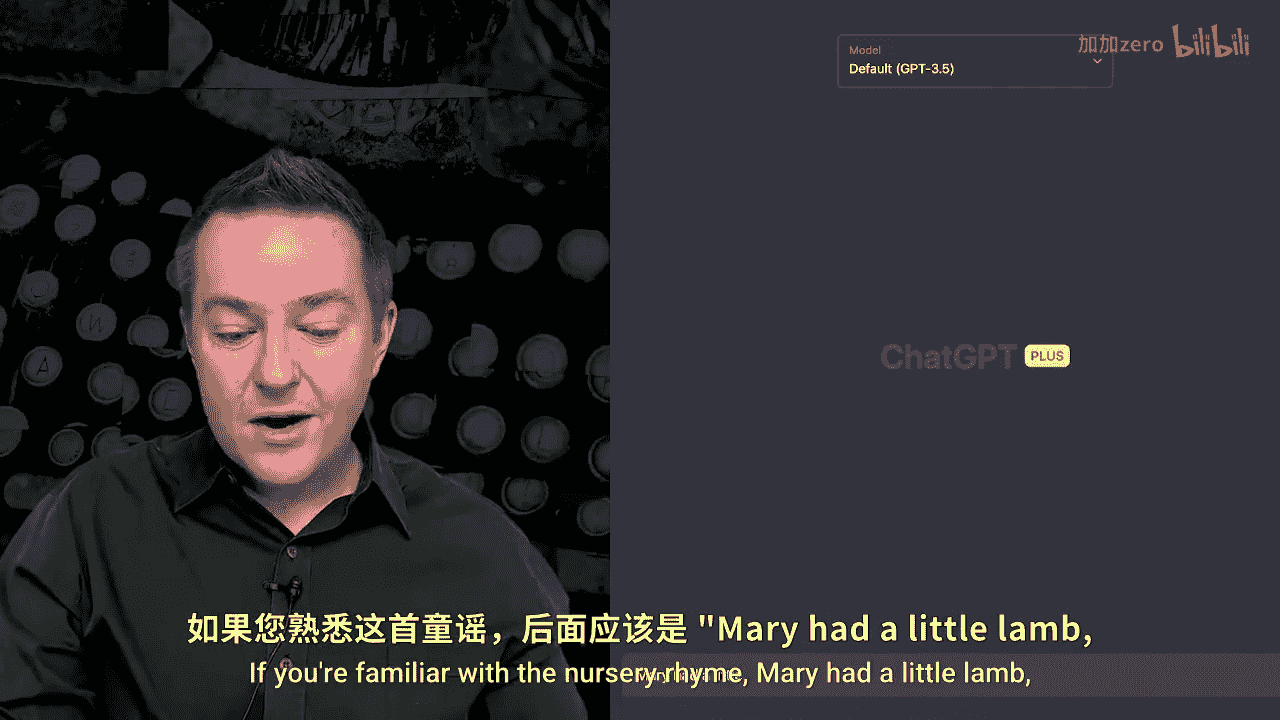 加加zero bilibili
Model
Default (GPT-3.5)
ChatGPT PLUS
如果您熟悉这首童谣，后面应该是 "Mary had a little lamb,
If you're familiar with the nursery rhyme, Mary had a little lamb,